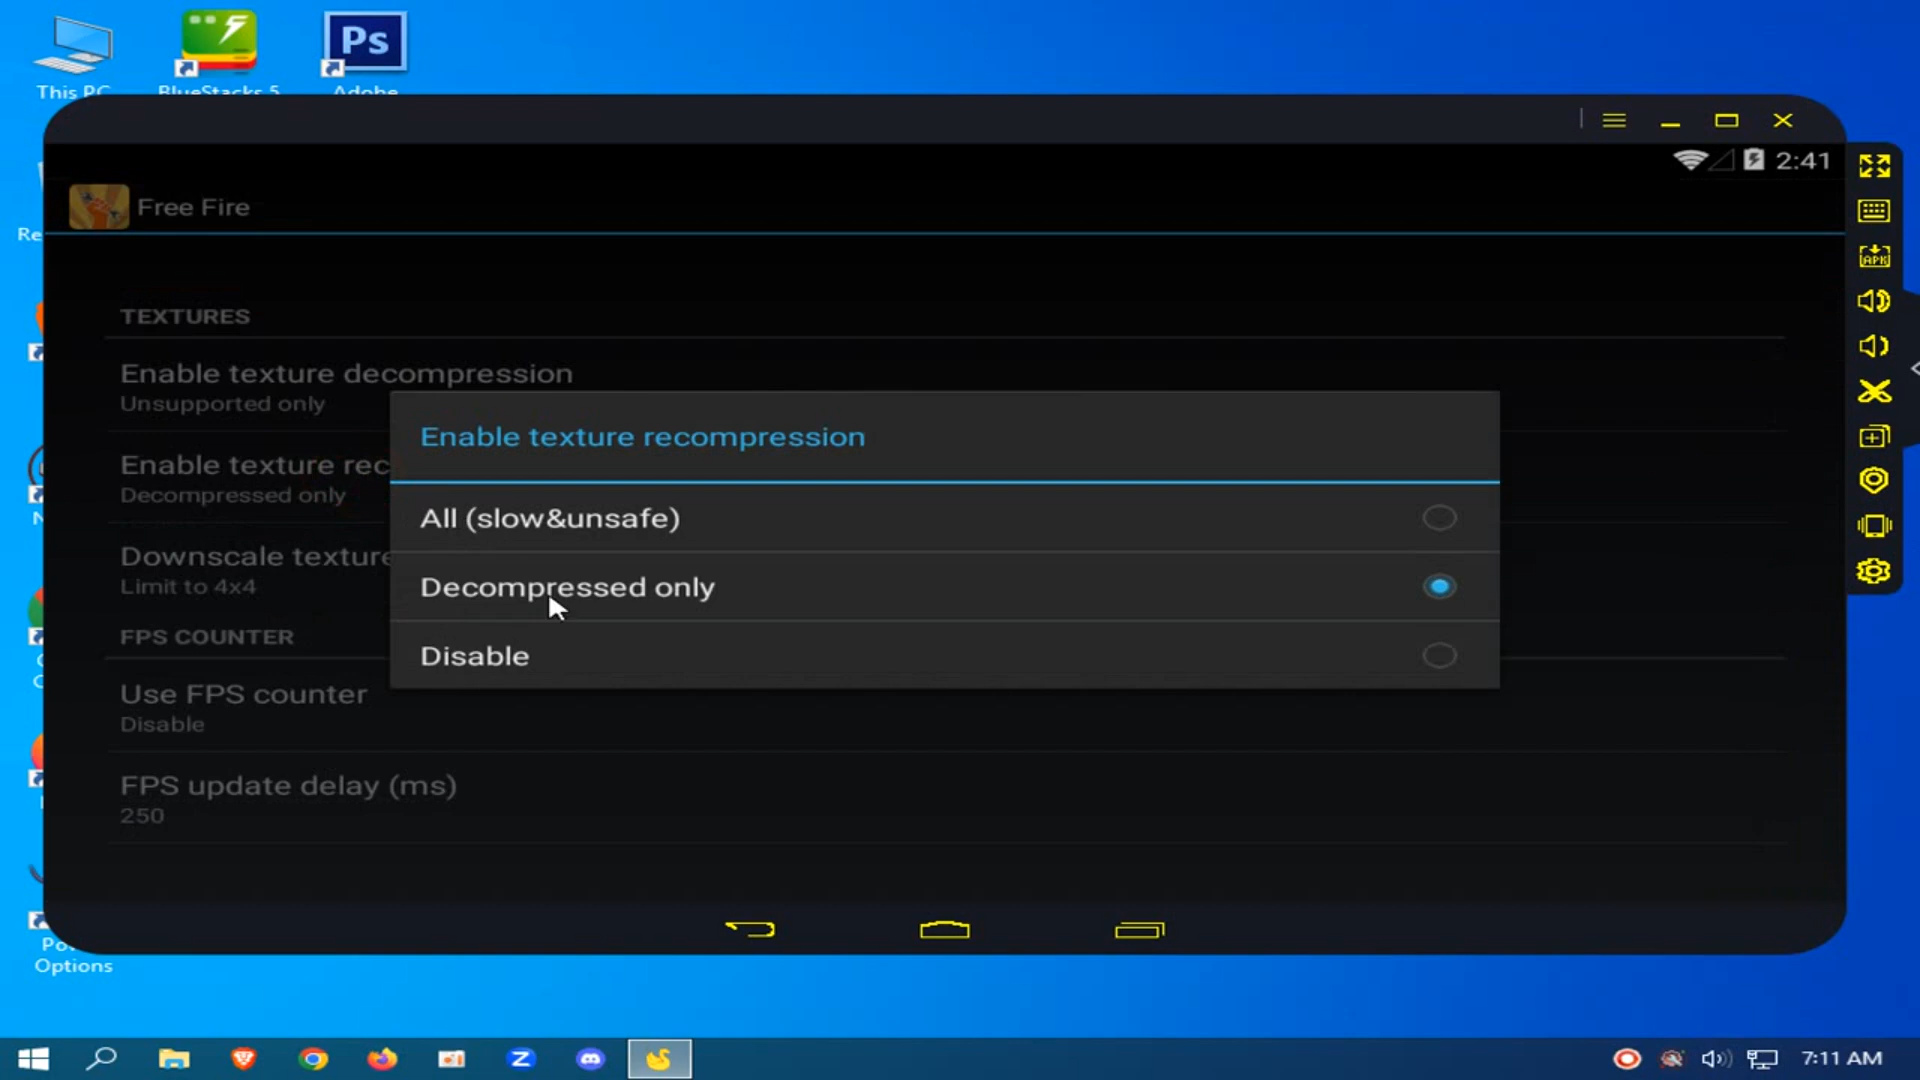 Ps
This PC
BlueStacks 5
Adobe
2:41
Free Fire
APK
Re
TEXTURES
Enable texture decompression
Unsupported only
Enable texture recompression
Enable texture rec
Decompressed only
All (slow&unsafe)
Decompressed only
Downscale texture
Limit to 4x4
Disable
FPS COUNTER
Use FPS counter
Disable
FPS update delay (ms)
250
Options
7:11 AM